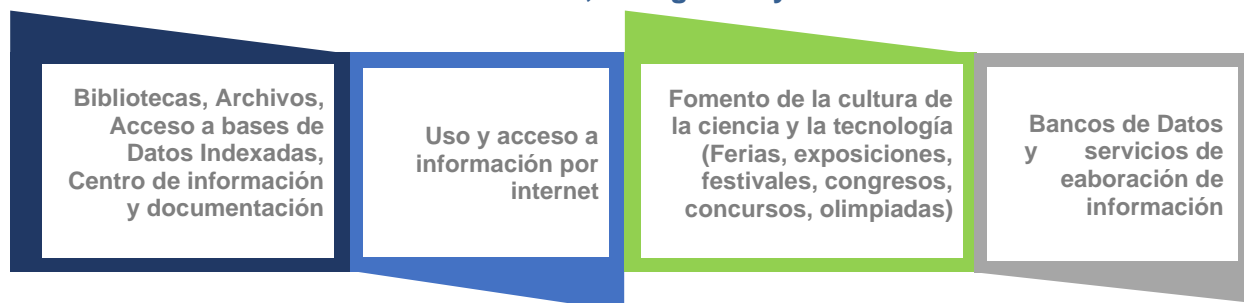 Bibliotecas, Archivos,
Acceso a bases de
Datos Indexadas,
Centro de información
y documentación
Uso y acceso a
información por
internet
Fomento de la cultura de
la ciencia y la tecnología
(Ferias, exposiciones,
festivales, congresos,
concursos, olimpiadas)
Bancos de Datos
y servicios de
eaboración de
información